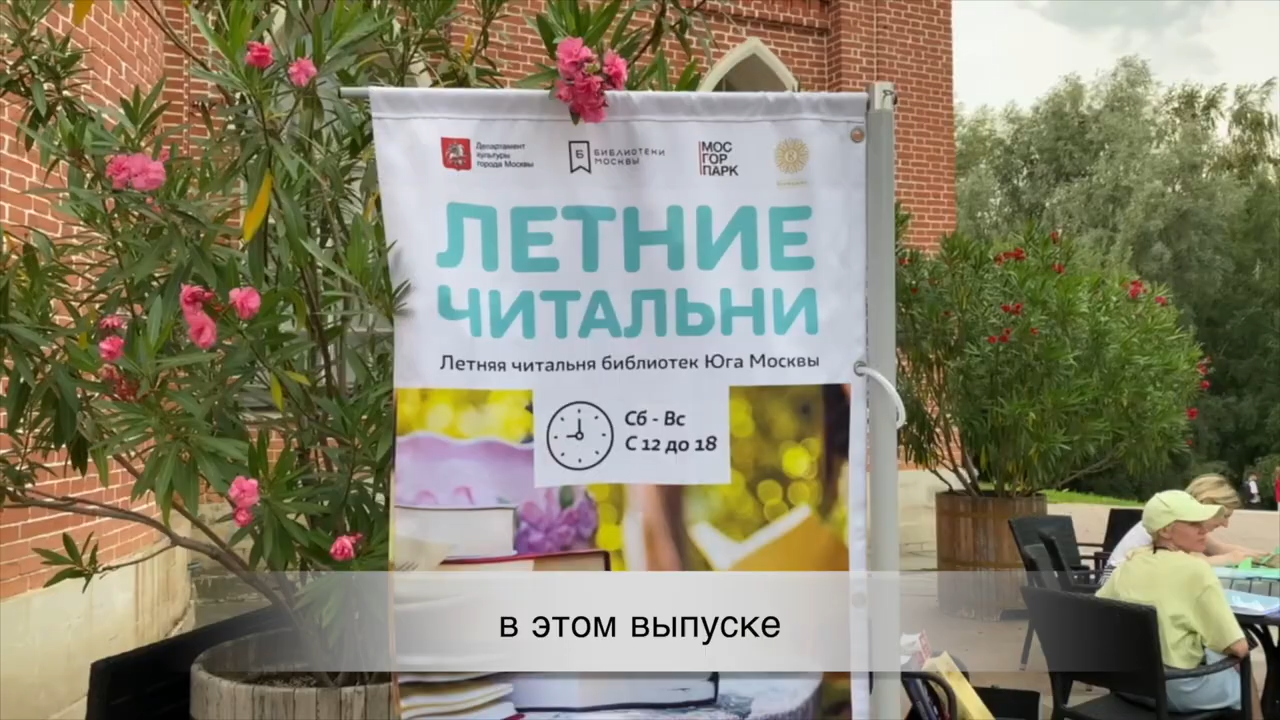 Департамент
культуры
города Москвы
Б
БИБЛИОТЕКИ
МОСКВЫ
МОС
ГОР
ПАРК
ЛЕТНИЕ
ЧИТАЛЬНИ
Летняя читальня библиотек Юга Москвы
Сб - Вс
С 12 до 18
в этом выпуске